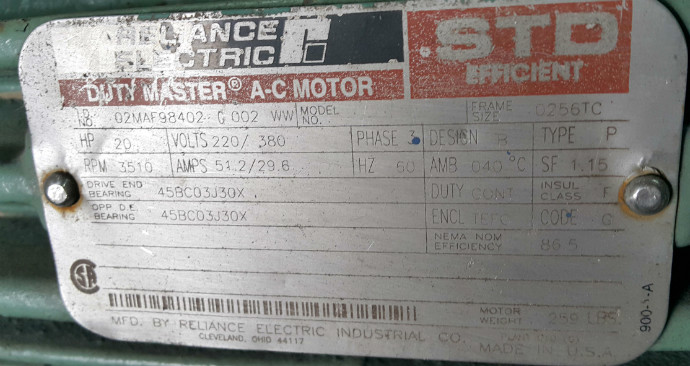 RELIANCE
ELECTRIC
STD
EFFICIENT
DUTY MASTER® A-C MOTOR
I.D. NO. 02MAF98402 G 002 WW MODEL NO. FRAME SIZE 0256TC
HP 20 VOLTS 220/ 380 PHASE 3 DESIGN B TYPE P
RPM 3510 AMPS 51.2/29.6 HZ AMB 040 °C SF 1.15
DRIVE END BEARING 45BC03J30X DUTY CONT INSUL CLASS F
OPP D.E. BEARING 45BC03J30X ENCL TEFC CODE G
NEMA NOM EFFICIENCY 86.5
MOTOR WEIGHT 259 LBS.
MFD. BY RELIANCE ELECTRIC INDUSTRIAL CO.
CLEVELAND, OHIO 44117
MADE IN U.S.A.